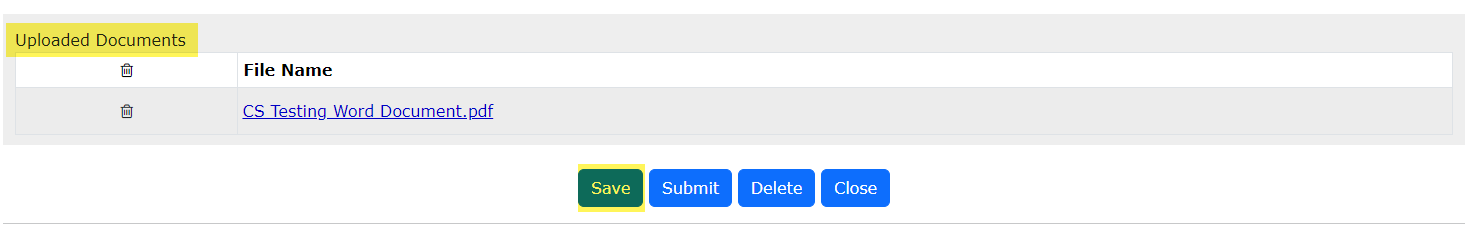 Uploaded Documents
File Name
CS Testing Word Document.pdf
Save Submit Delete Close